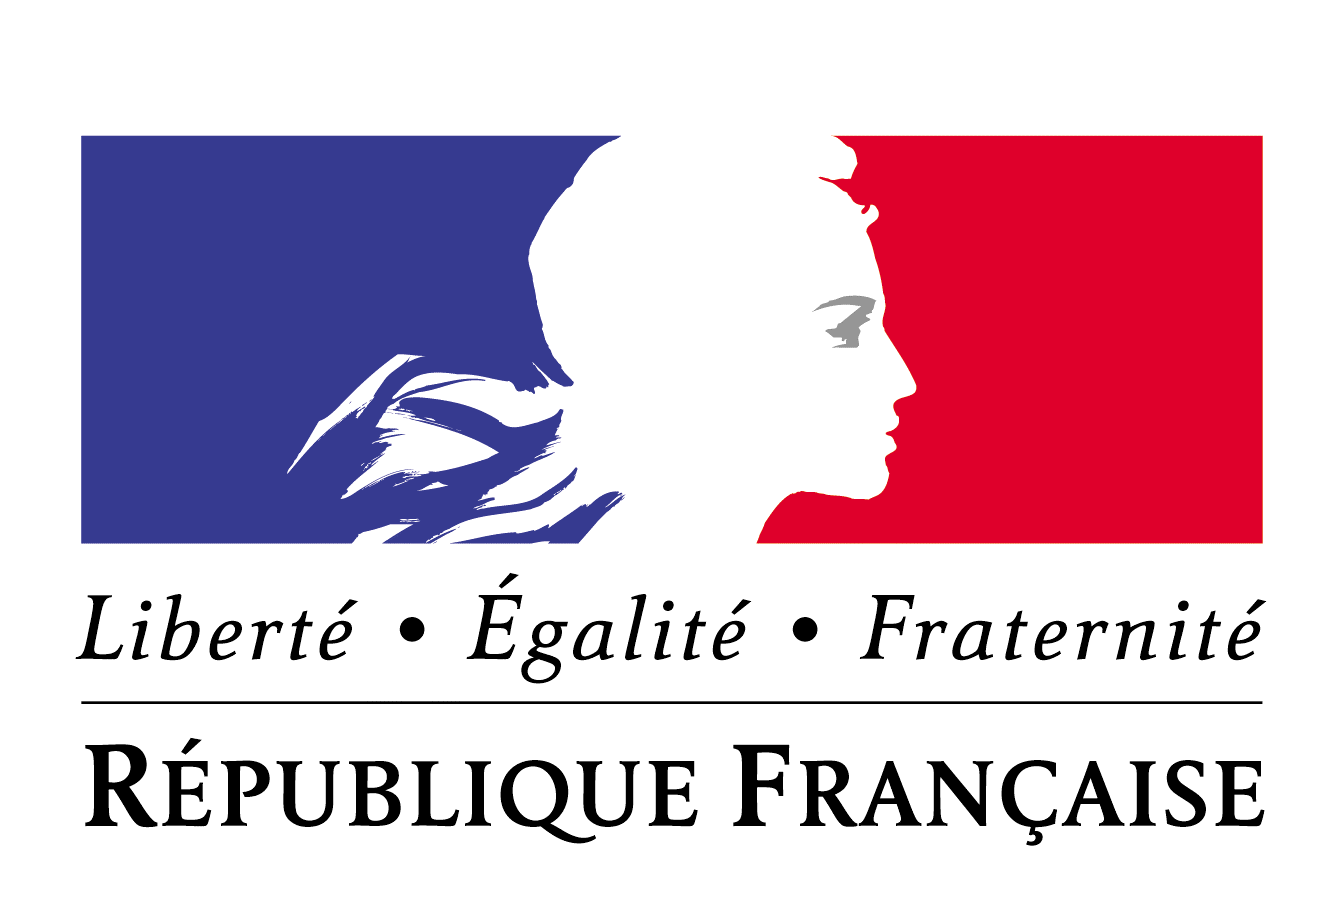 Liberté • Égalité • Fraternité
RÉPUBLIQUE FRANÇAISE